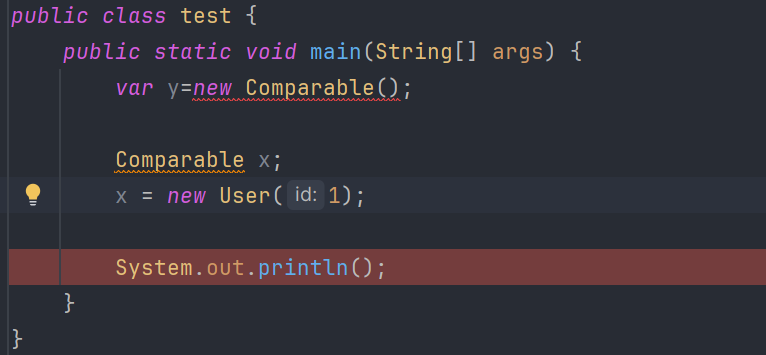 public class test {
public static void main(String[] args) {
var y=new Comparable();
Comparable x;
x = new User( id: 1);
System.out.println();
}
}